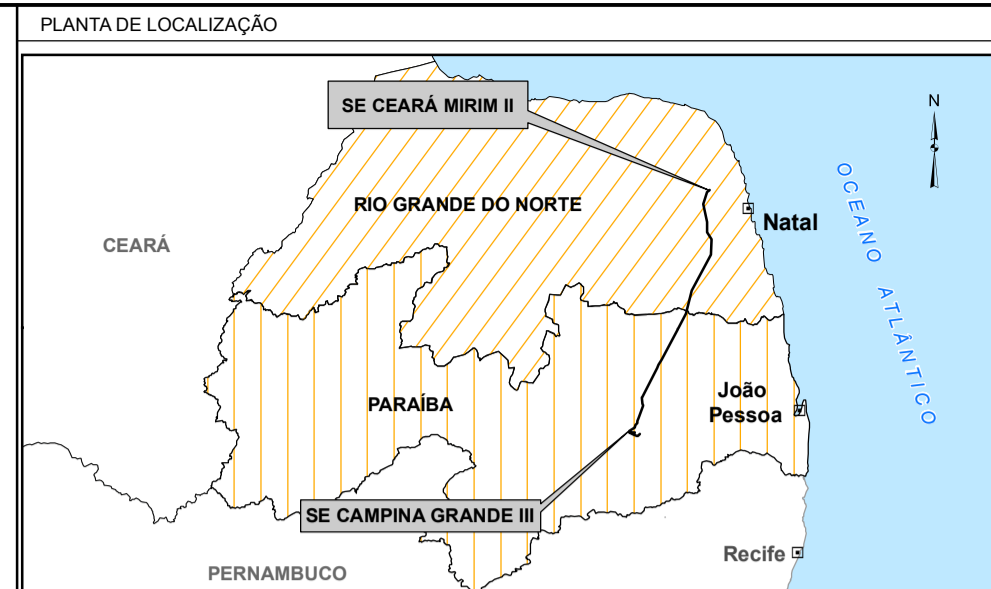 PLANTA DE LOCALIZAÇÃO
SE CEARÁ MIRIM II
N
RIO GRANDE DO NORTE
Natal
CEARÁ
OCEANO ATLÂNTICO
PARAÍBA
João
Pessoa
SE CAMPINA GRANDE III
Recife
PERNAMBUCO